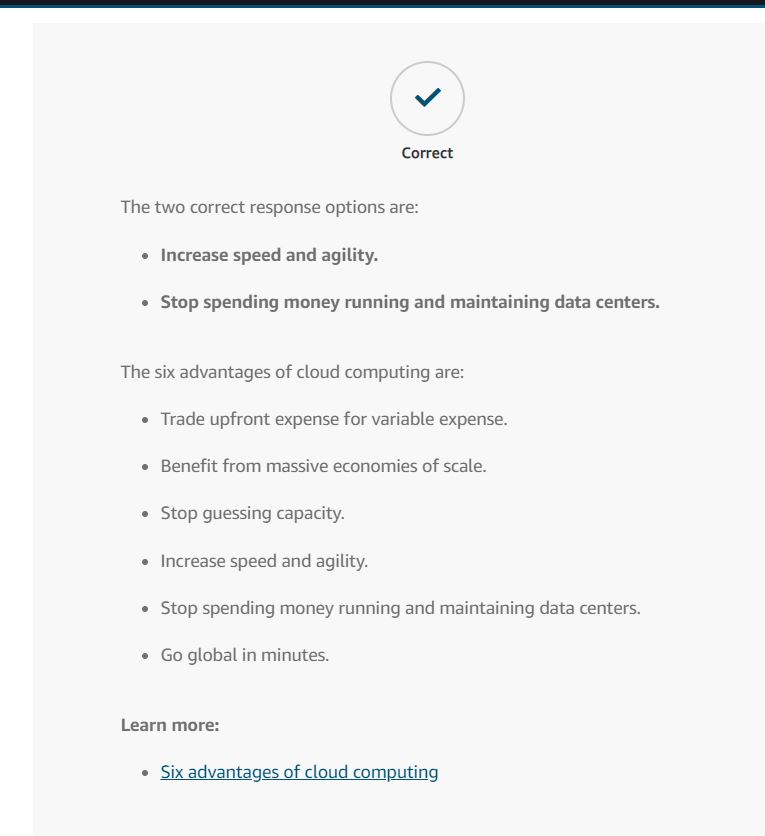 Correct
The two correct response options are:
Increase speed and agility.
Stop spending money running and maintaining data centers.
The six advantages of cloud computing are:
Trade upfront expense for variable expense.
Benefit from massive economies of scale.
Stop guessing capacity.
Increase speed and agility.
Stop spending money running and maintaining data centers.
Go global in minutes.
Learn more:
Six advantages of cloud computing